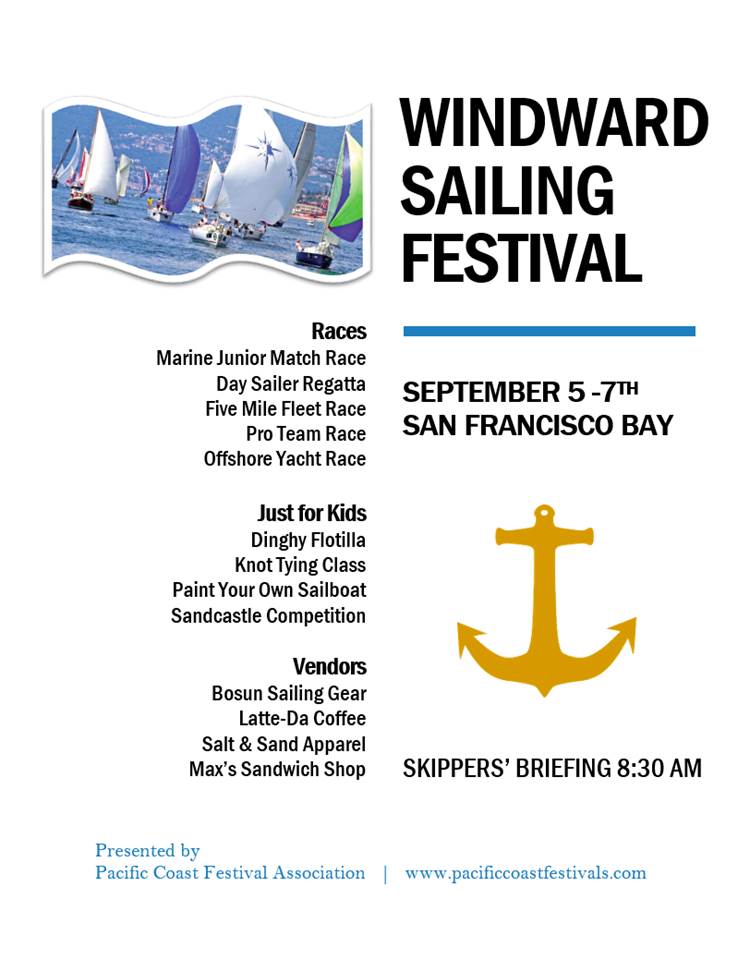 WINDWARD
SAILING
FESTIVAL
Races
Marine Junior Match Race
Day Sailer Regatta
Five Mile Fleet Race
Pro Team Race
Offshore Yacht Race
SEPTEMBER 5 -7TH
SAN FRANCISCO BAY
Just for Kids
Dinghy Flotilla
Knot Tying Class
Paint Your Own Sailboat
Sandcastle Competition
Vendors
Bosun Sailing Gear
Latte-Da Coffee
Salt & Sand Apparel
Max’s Sandwich Shop
SKIPPERS’ BRIEFING 8:30 AM
Presented by
Pacific Coast Festival Association | www.pacificcoastfestivals.com